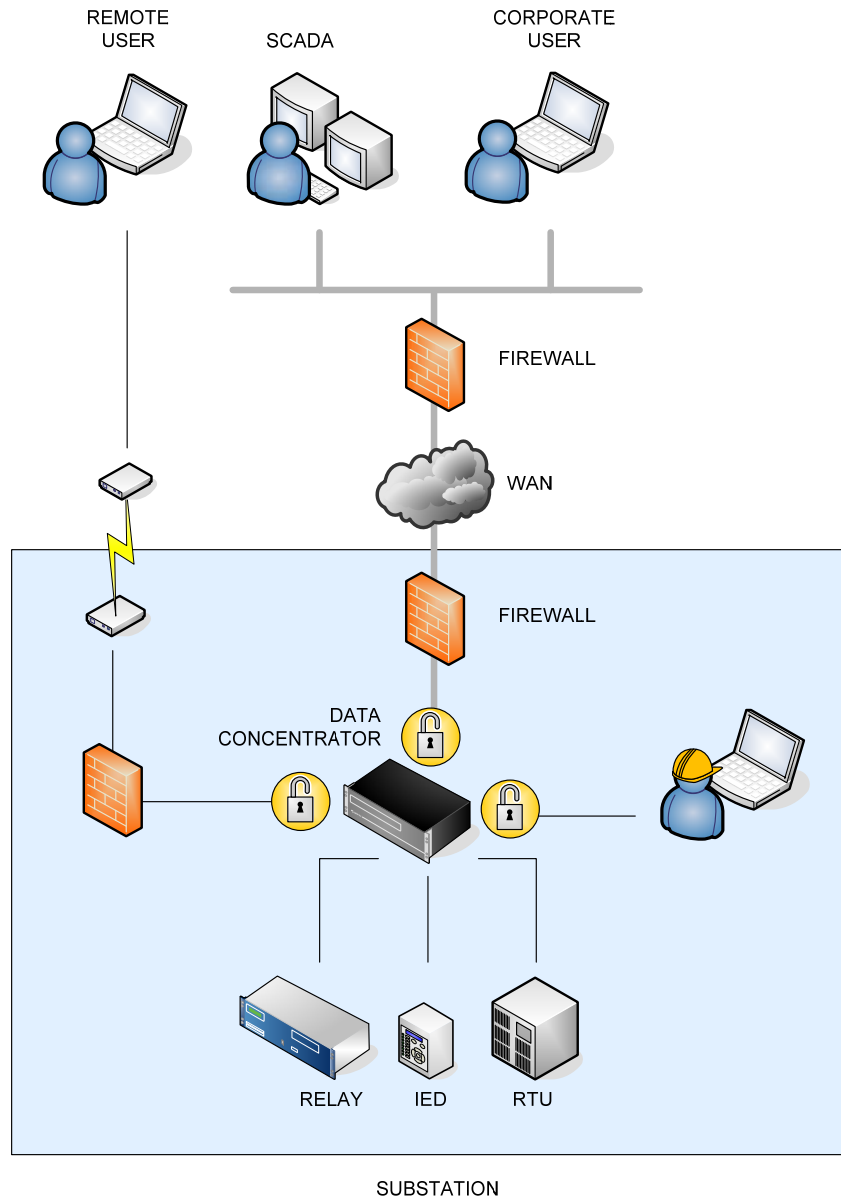 REMOTE
USER
SCADA
CORPORATE
USER
FIREWALL
WAN
FIREWALL
DATA
CONCENTRATOR
RELAY
IED
RTU
SUBSTATION